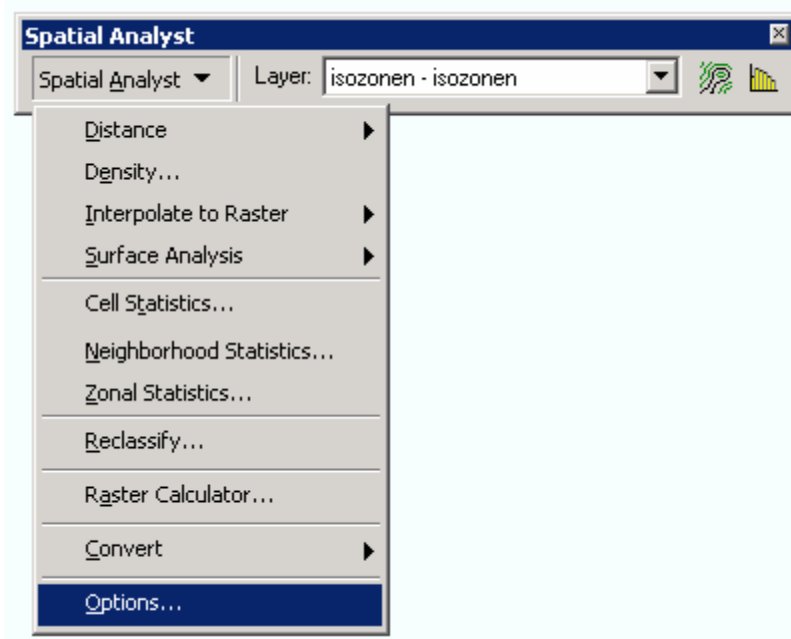 Spatial Analyst
Spatial Analyst Layer: isozonen - isozonen
Distance
Density...
Interpolate to Raster
Surface Analysis
Cell Statistics...
Neighborhood Statistics...
Zonal Statistics...
Reclassify...
Raster Calculator...
Convert
Options...